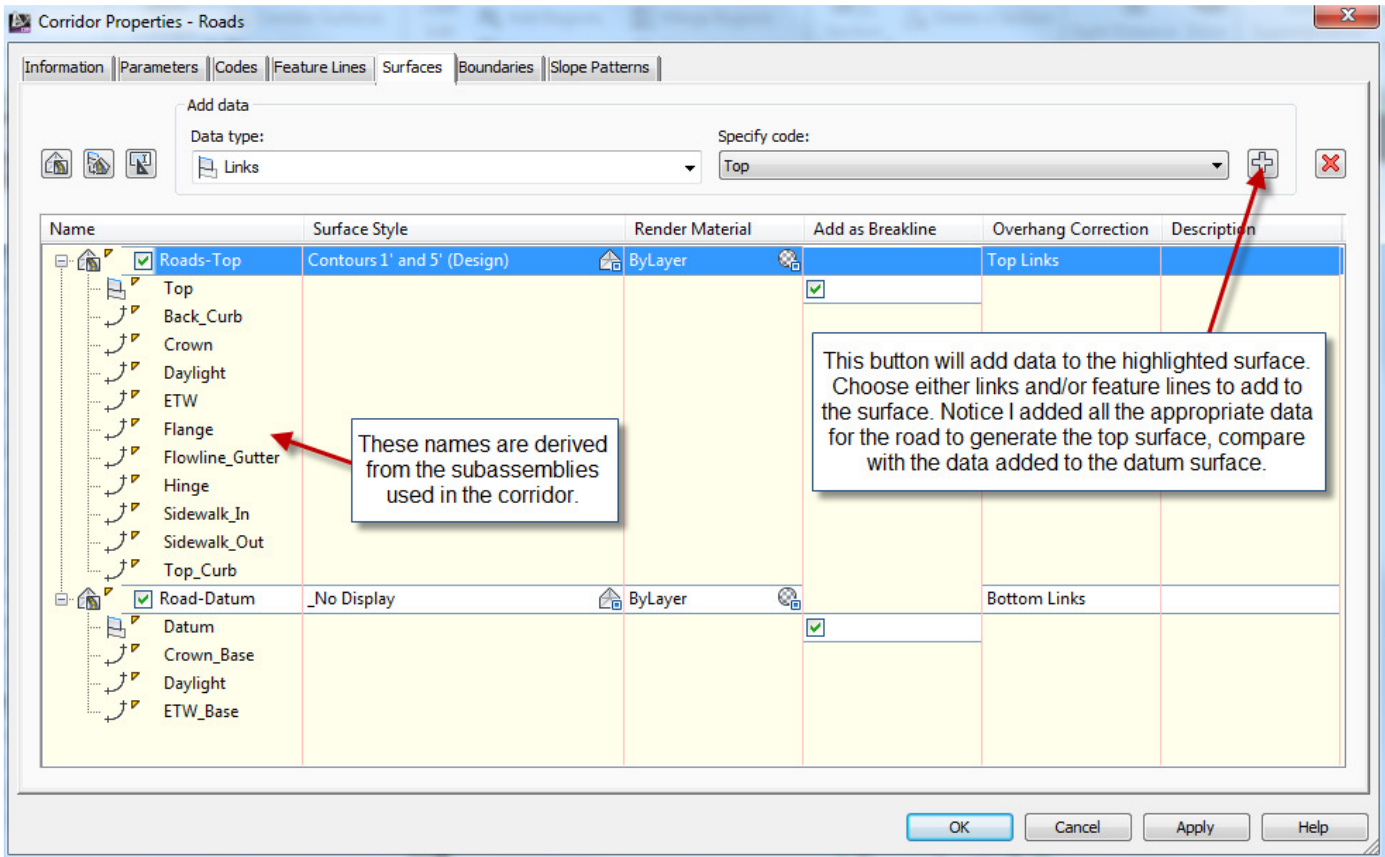 Corridor Properties - Roads
x
Information Parameters Codes Feature Lines Surfaces Boundaries Slope Patterns
Add data
Data type:
Specify code:
Links
Top
Name Surface Style Render Material Add as Breakline Overhang Correction Description
Roads-Top Contours 1' and 5' (Design) ByLayer Top Links
Top
Back_Curb
Crown
Daylight
ETW
Flange
Flowline_Gutter
Hinge
Sidewalk_In
Sidewalk_Out
Top_Curb
These names are derived
from the subassemblies
used in the corridor.
This button will add data to the highlighted surface.
Choose either links and/or feature lines to add to
the surface. Notice I added all the appropriate data
for the road to generate the top surface, compare
with the data added to the datum surface.
Road-Datum _No Display ByLayer Bottom Links
Datum
Crown_Base
Daylight
ETW_Base
OK Cancel Apply Help